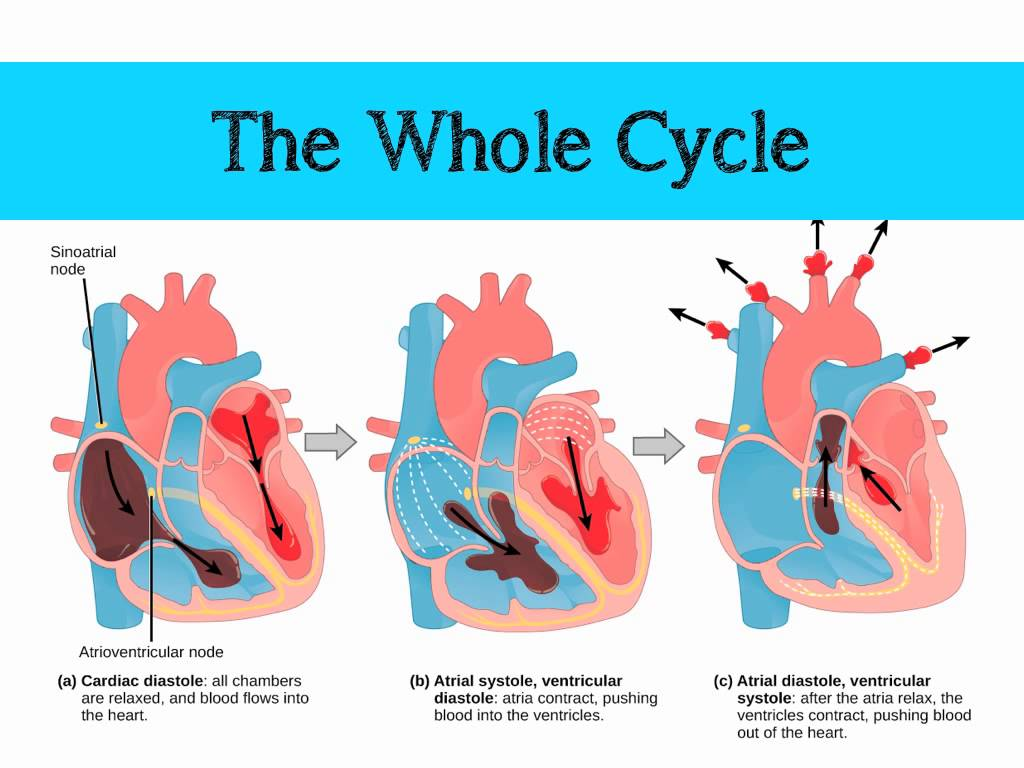 The Whole Cycle
Sinoatrial
node
Atrioventricular node
(a) Cardiac diastole: all chambers
are relaxed, and blood flows into
the heart.
(b) Atrial systole, ventricular
diastole: atria contract, pushing
blood into the ventricles.
(c) Atrial diastole, ventricular
systole: after the atria relax, the
ventricles contract, pushing blood
out of the heart.